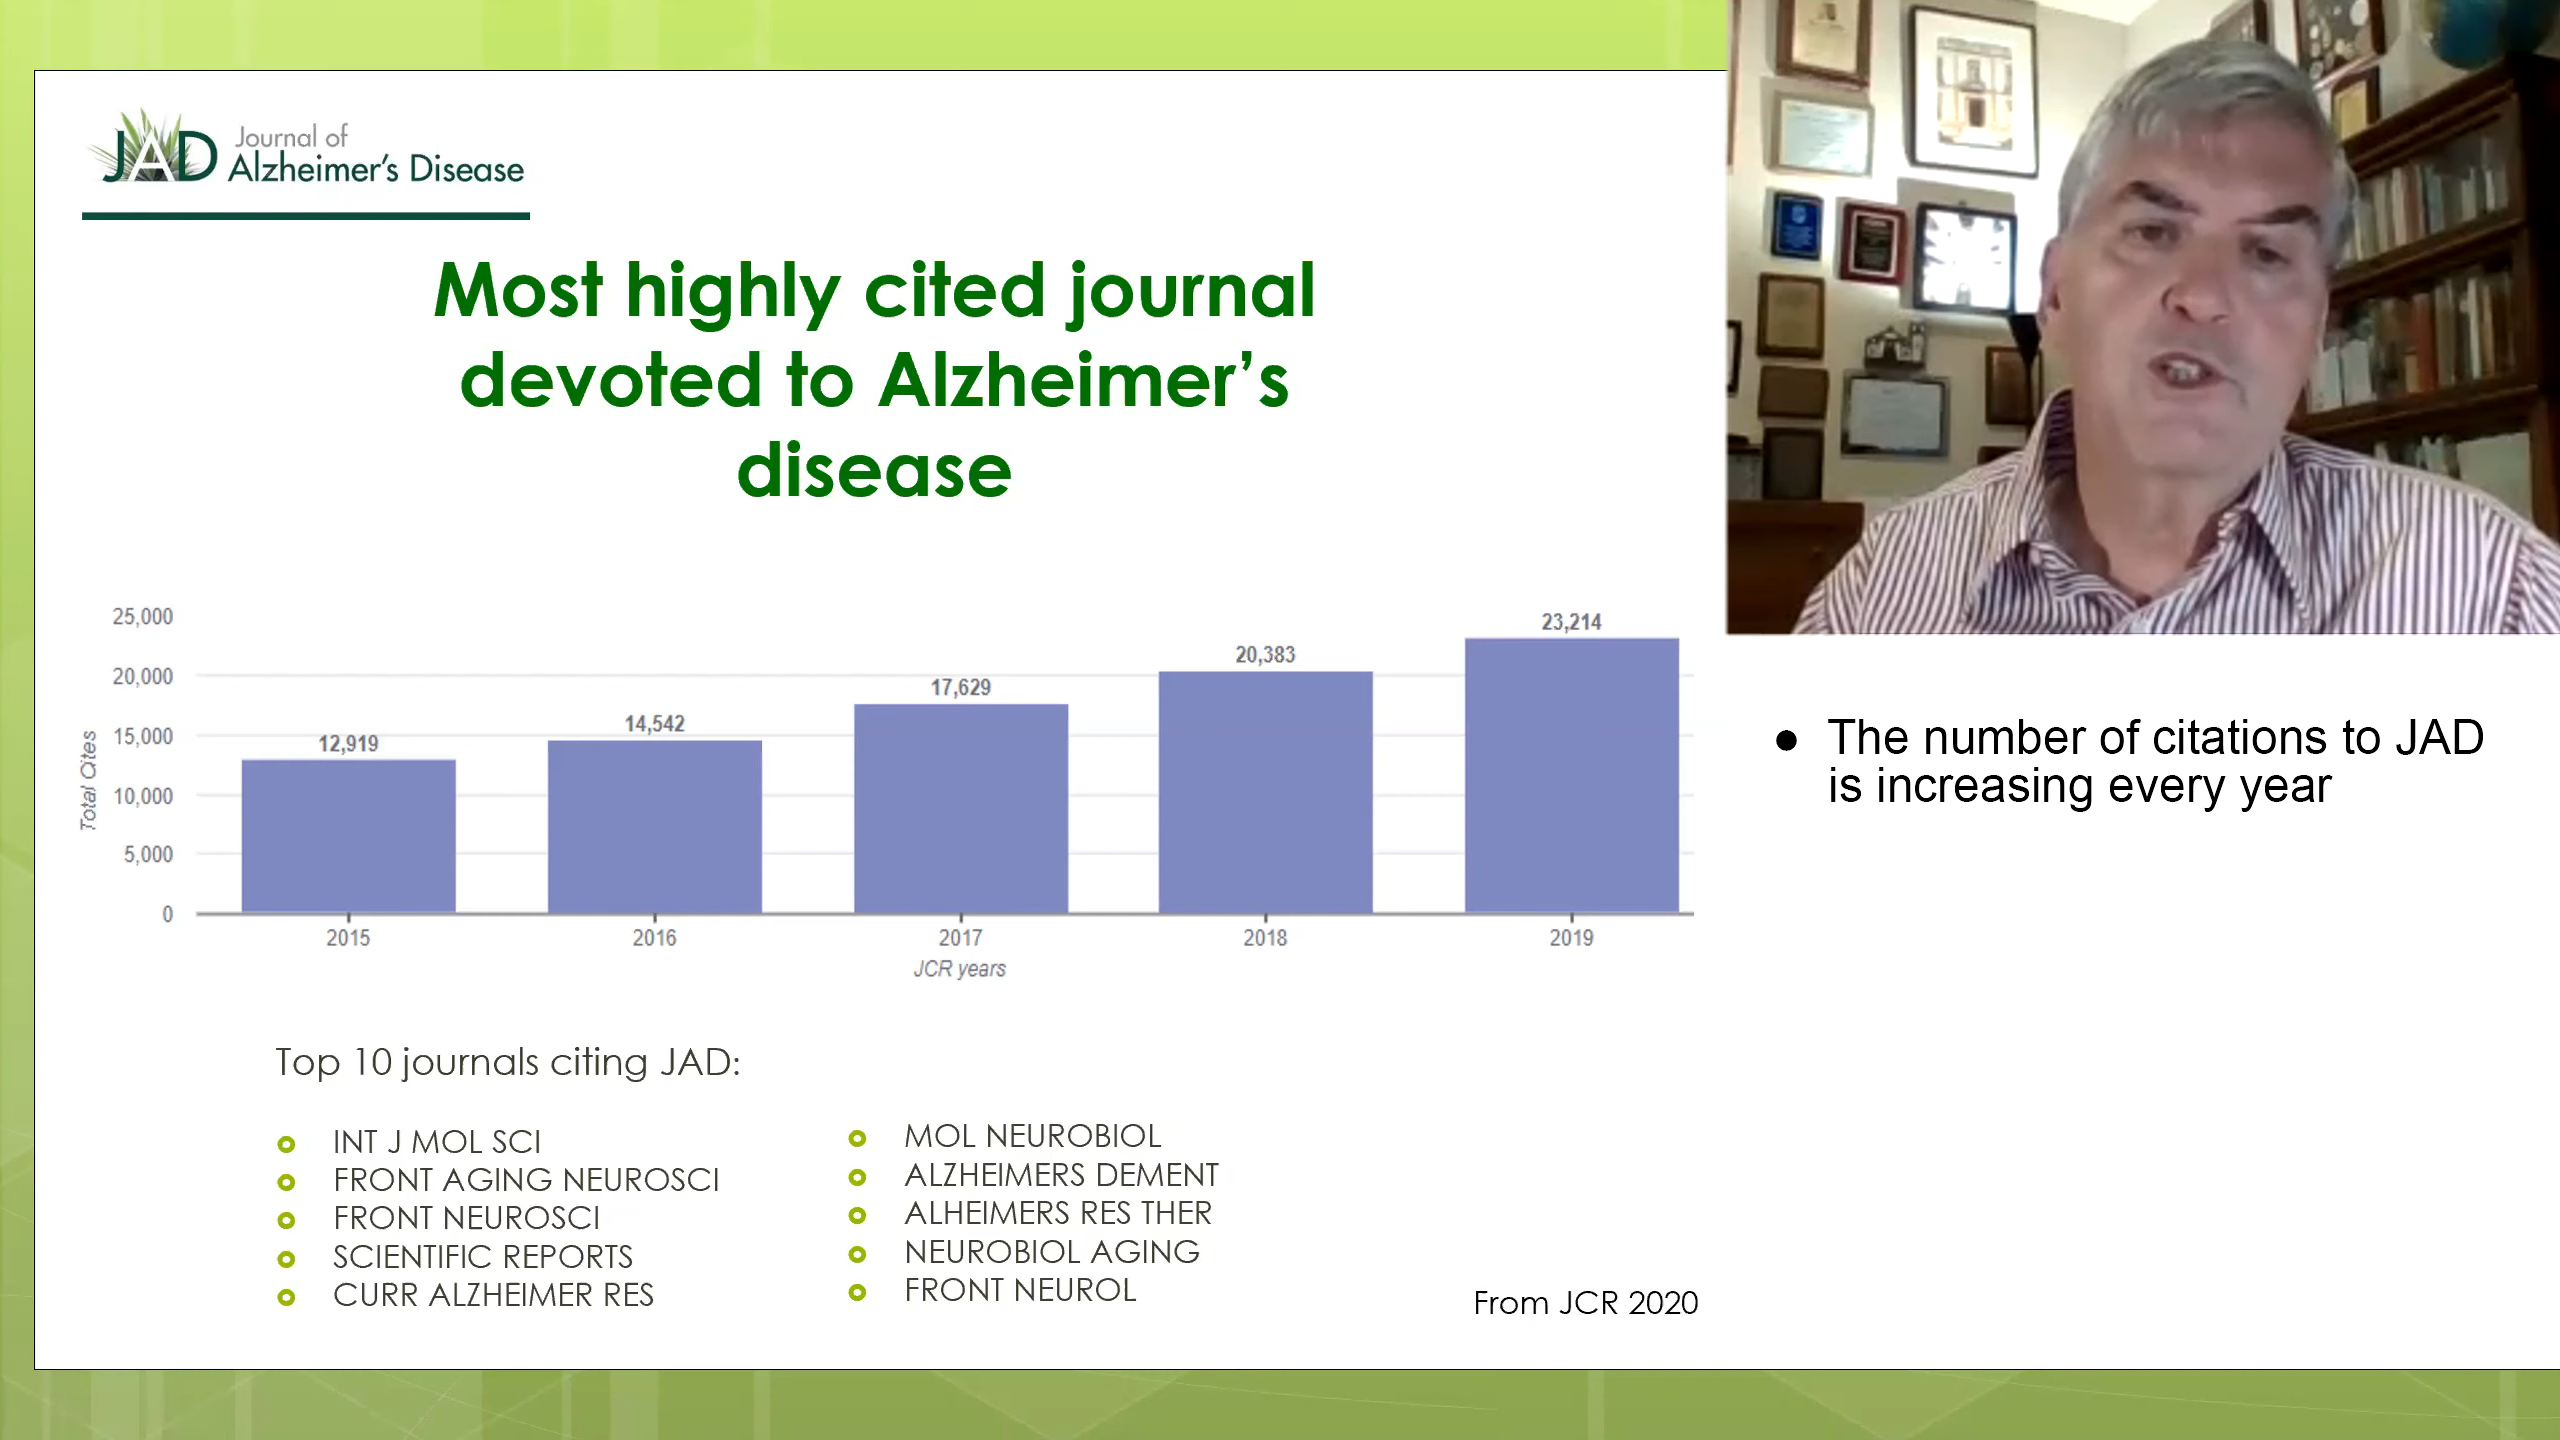 JAD Journal of
Alzheimer's Disease
Most highly cited journal
devoted to Alzheimer's
disease
25,000
20,000
15,000
10,000
5,000
0
Total Cites
12,919
14,542
17,629
20,383
23,214
2015
2016
2017
2018
2019
JCR years
Top 10 journals citing JAD:
INT J MOL SCI
FRONT AGING NEUROSCI
FRONT NEUROSCI
SCIENTIFIC REPORTS
CURR ALZHEIMER RES
MOL NEUROBIOL
ALZHEIMERS DEMENT
ALHEIMERS RES THER
NEUROBIOL AGING
FRONT NEUROL
From JCR 2020
● The number of citations to JAD
is increasing every year